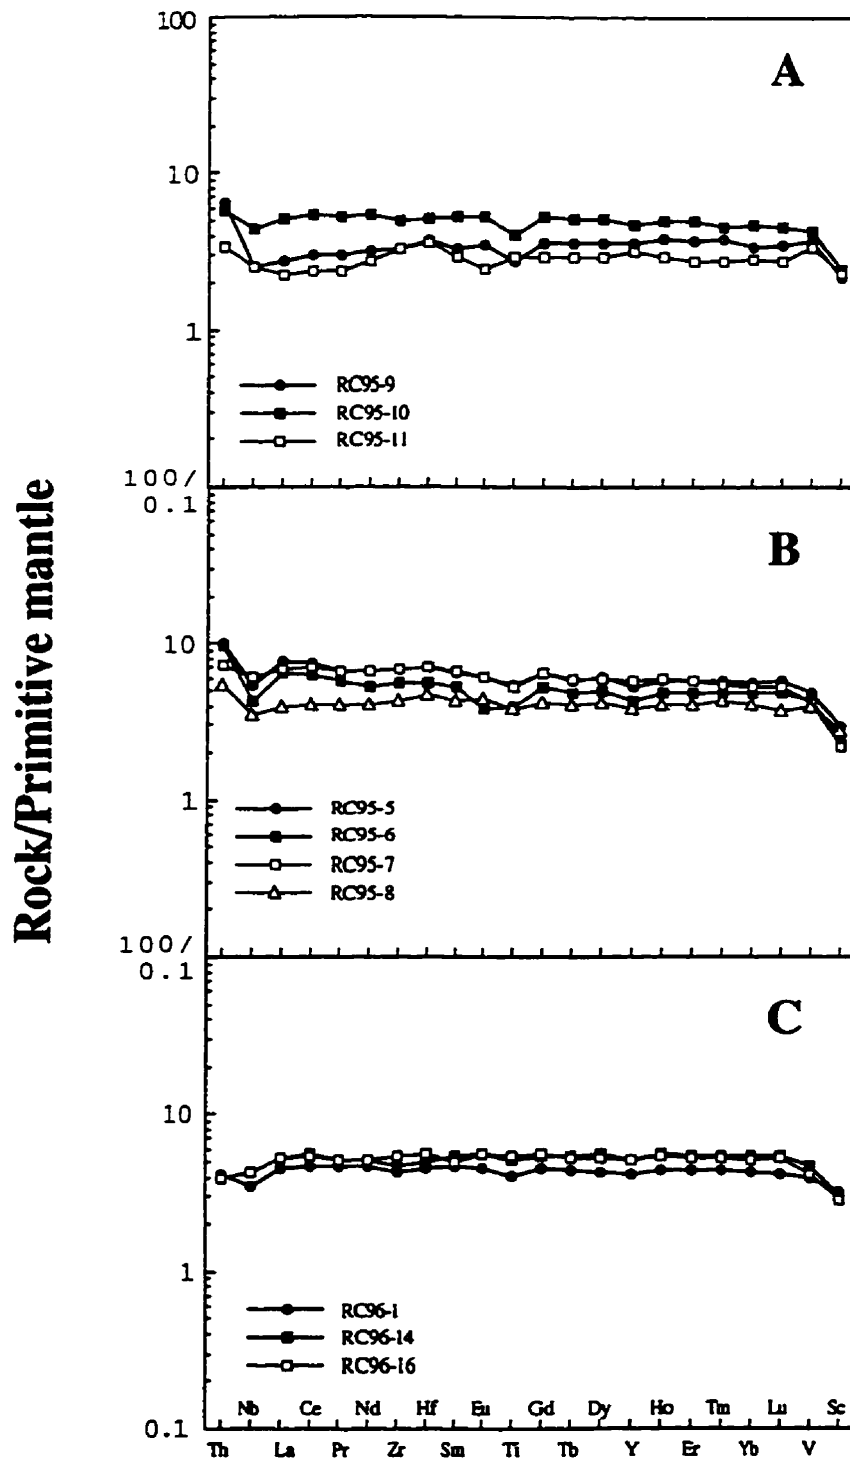 100
A
10
1
RC95-9
RC95-10
RC95-11
100/
0.1
B
10
1
RC95-5
RC95-6
RC95-7
RC95-8
100/
0.1
C
10
1
RC96-1
RC96-14
RC96-16
0.1
Nb Ce Nd Hf Eu Gd Dy Ho Tm Lu Sc
Th La Pr Zr Sm Ti Tb Y Er Yb V
Rock/Primitive mantle